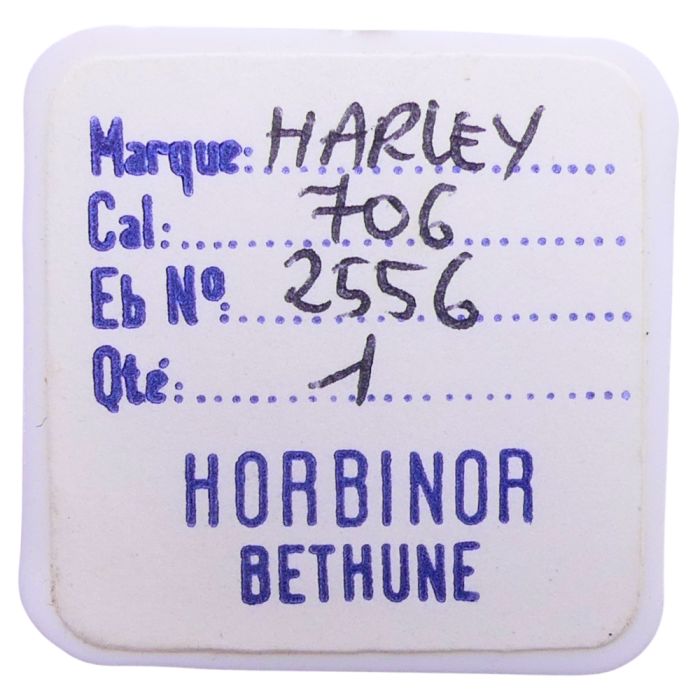 Marque: HARLEY
Cal: 706
Eb Nº: 2556
Qté: 1
HORBINOR
BETHUNE